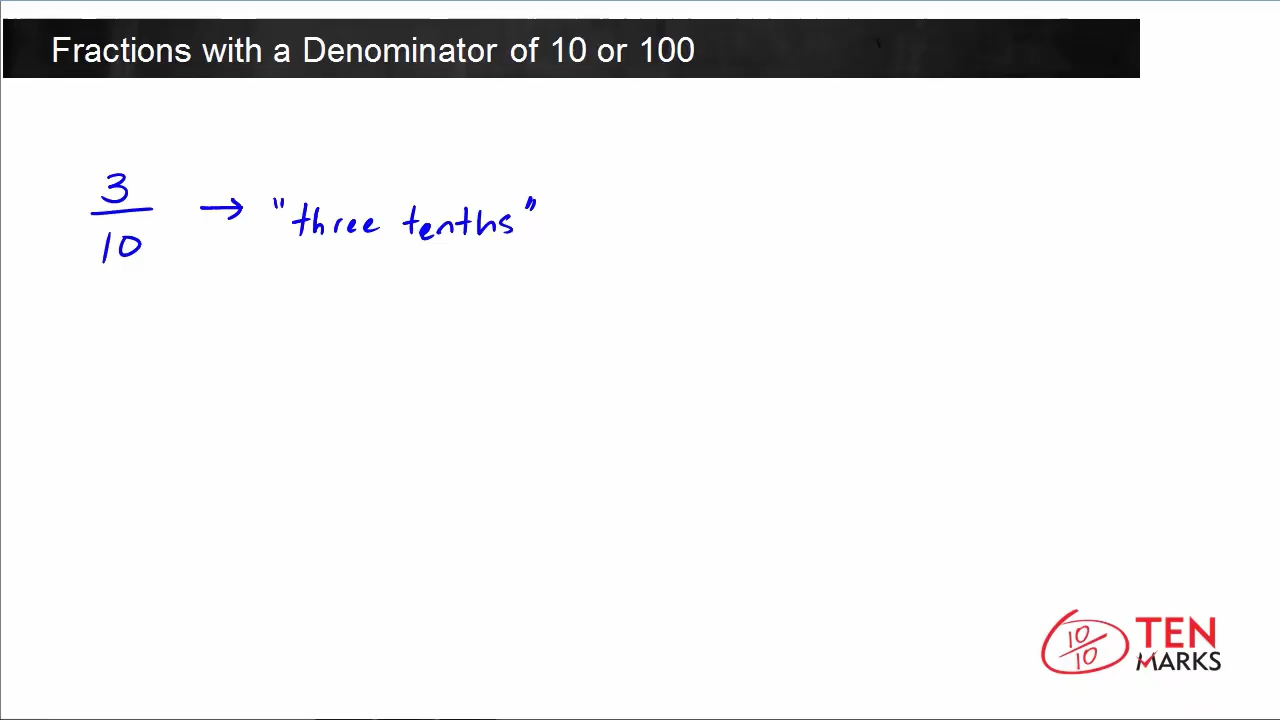 Fractions with a Denominator of 10 or 100
3
10
→ "three tenths"
10
10
TEN
MARKS